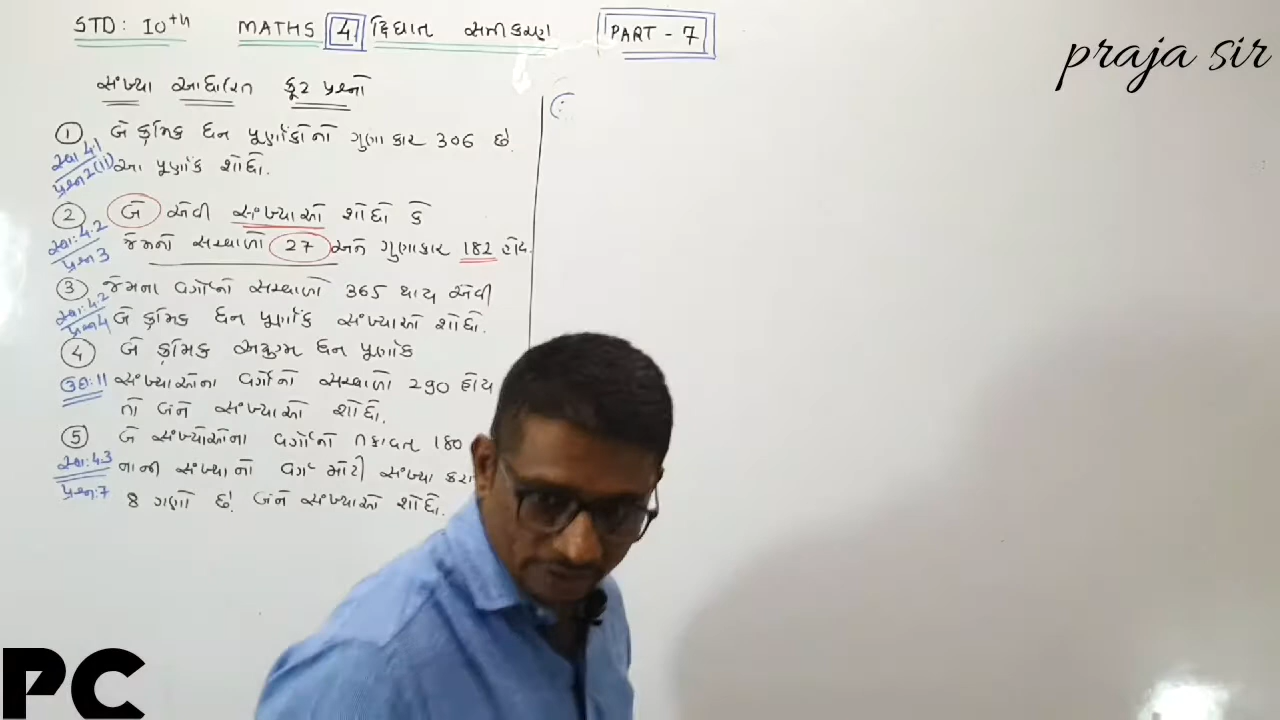 STD: 10th MATHS 4 દ્વિઘાત સમીકરણ PART - 7
praja sir
સંખ્યા આધારિત કૂટ પ્રશ્નો
1 બે ક્રમિક ધન પૂર્ણાંકોનો ગુણાકાર 306 છે.
સ્વા 4.1
પ્રશ્ન 2(ii)
આ પૂર્ણાંક શોધો.
2 બે એવી સંખ્યાઓ શોધો કે
સ્વા: 4.2
પ્રશ્ન 3
જેમનો સરવાળો 27 અને ગુણાકાર 182 હોય.
3 જેમના વર્ગોનો સરવાળો 365 થાય એવી
સ્વા: 4.2
પ્રશ્ન 4
બે ક્રમિક ધન પૂર્ણાંક સંખ્યાઓ શોધો.
4 બે ક્રમિક અયુગ્મ ધન પૂર્ણાંક
ઉદા: 11
સંખ્યાઓના વર્ગોનો સરવાળો 290 હોય
તો બંને સંખ્યાઓ શોધો.
5 બે સંખ્યાઓના વર્ગોનો તફાવત 180
સ્વા: 4.3
પ્રશ્ન: 7
નાની સંખ્યાનો વર્ગ મોટી સંખ્યા કરતાં
8 ગણો છે. બંને સંખ્યાઓ શોધો.
PC